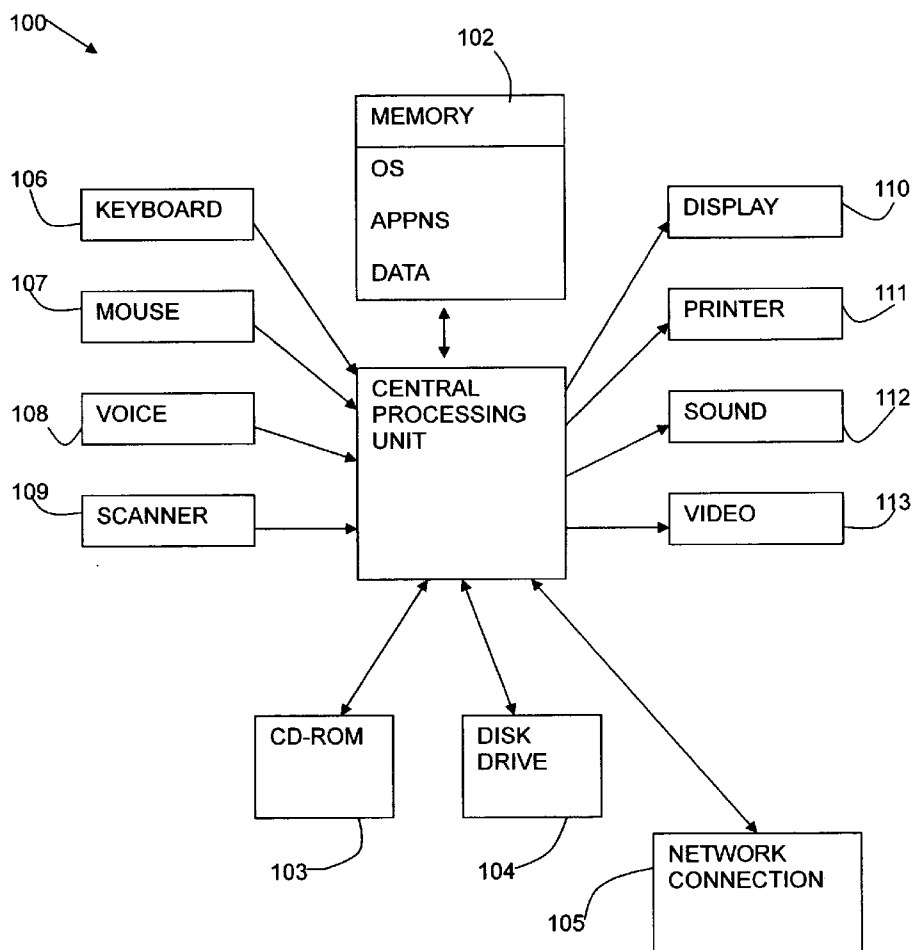 100
102
MEMORY
OS
APPNS
DATA
106
KEYBOARD
DISPLAY
110
107
MOUSE
PRINTER
111
CENTRAL
PROCESSING
UNIT
108
VOICE
SOUND
112
109
SCANNER
VIDEO
113
CD-ROM
DISK
DRIVE
103
104
NETWORK
CONNECTION
105